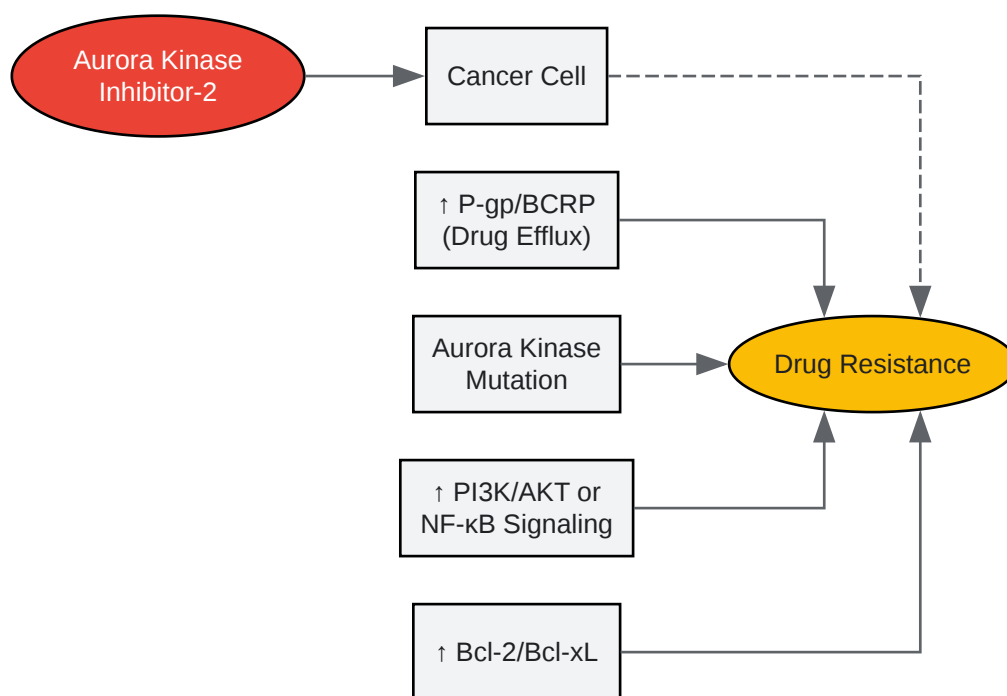 Aurora Kinase
Inhibitor-2
Cancer Cell
↑ P-gp/BCRP
(Drug Efflux)
Aurora Kinase
Mutation
Drug Resistance
↑ PI3K/AKT or
NF-κB Signaling
↑ Bcl-2/Bcl-xL